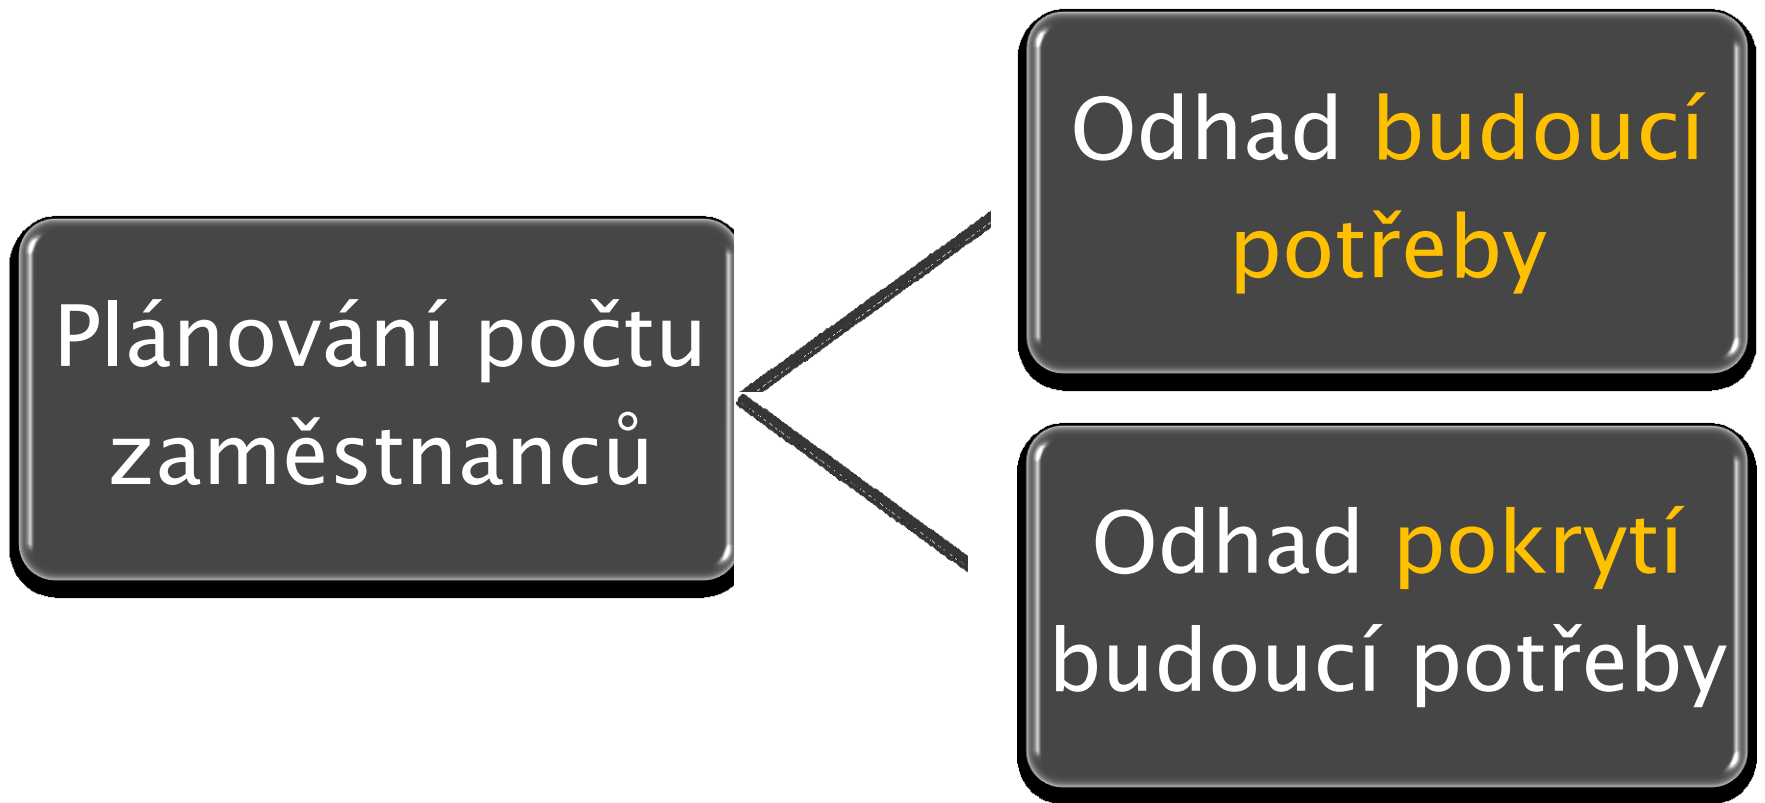 Plánování počtu
zaměstnanců
Odhad budoucí
potřeby
Odhad pokrytí
budoucí potřeby